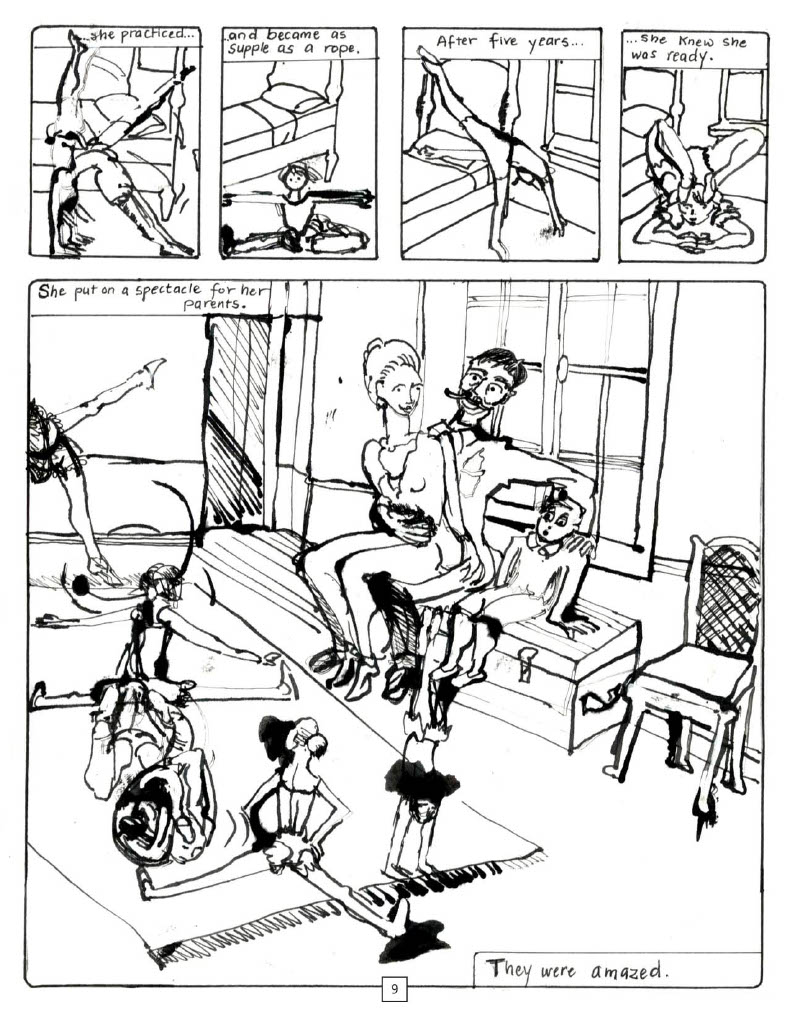 ...she practiced...
...and became as
supple as a rope.
After five years...
...she knew she
was ready.
She put on a spectacle for her
parents.
They were amazed.
9